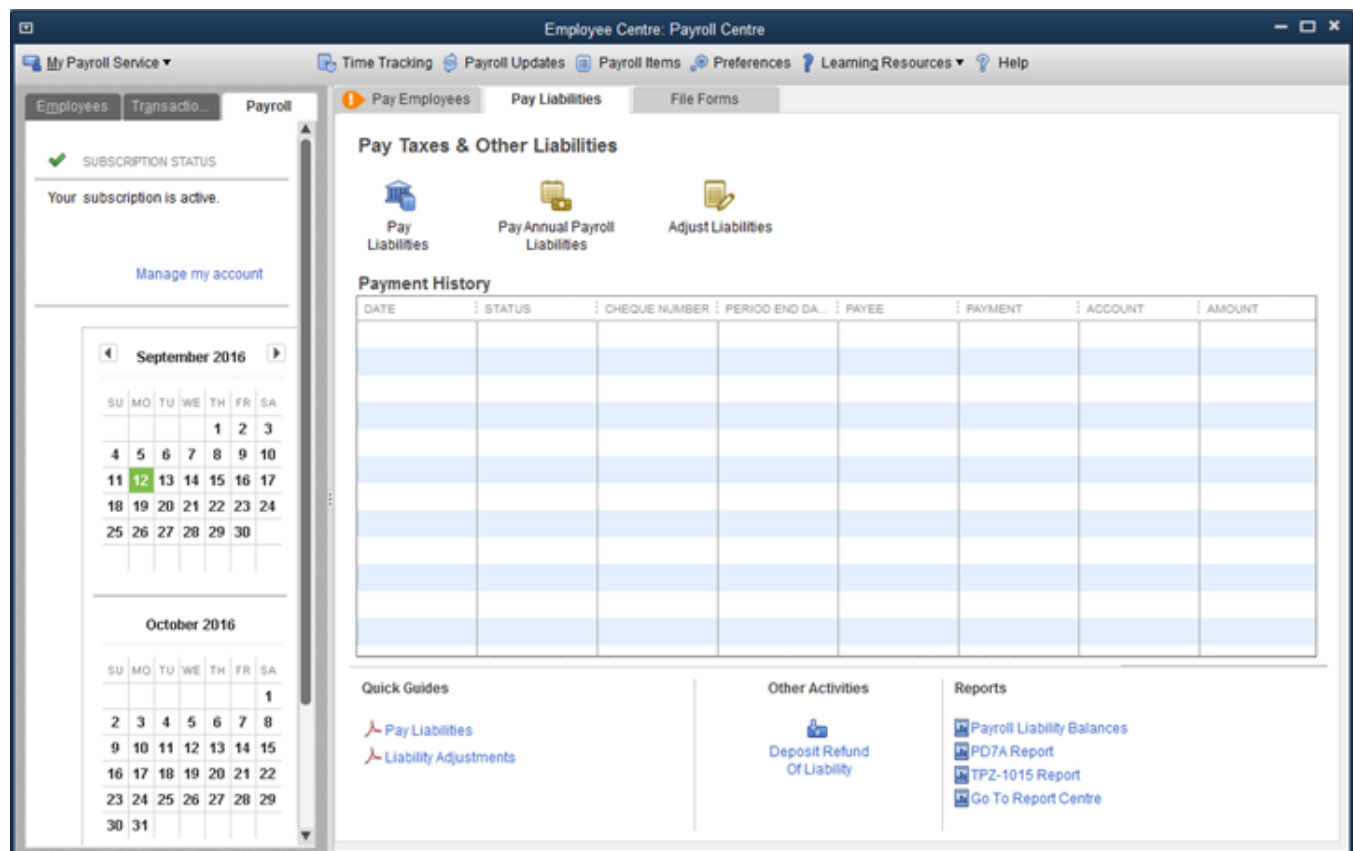 Employee Centre: Payroll Centre
My Payroll Service
Time Tracking Payroll Updates Payroll Items Preferences Learning Resources Help
Employees Transactio... Payroll
Pay Employees Pay Liabilities File Forms
SUBSCRIPTION STATUS
Your subscription is active.
Manage my account
September 2016
SU MO TU WE TH FR SA
1 2 3
4 5 6 7 8 9 10
11 12 13 14 15 16 17
18 19 20 21 22 23 24
25 26 27 28 29 30
October 2016
SU MO TU WE TH FR SA
1
2 3 4 5 6 7 8
9 10 11 12 13 14 15
16 17 18 19 20 21 22
23 24 25 26 27 28 29
30 31
Pay Taxes & Other Liabilities
Pay
Liabilities
Pay Annual Payroll
Liabilities
Adjust Liabilities
Payment History
DATE STATUS CHEQUE NUMBER PERIOD END DA... PAYEE PAYMENT ACCOUNT AMOUNT
Quick Guides
Pay Liabilities
Liability Adjustments
Other Activities
Deposit Refund
Of Liability
Reports
Payroll Liability Balances
PD7A Report
TPZ-1015 Report
Go To Report Centre